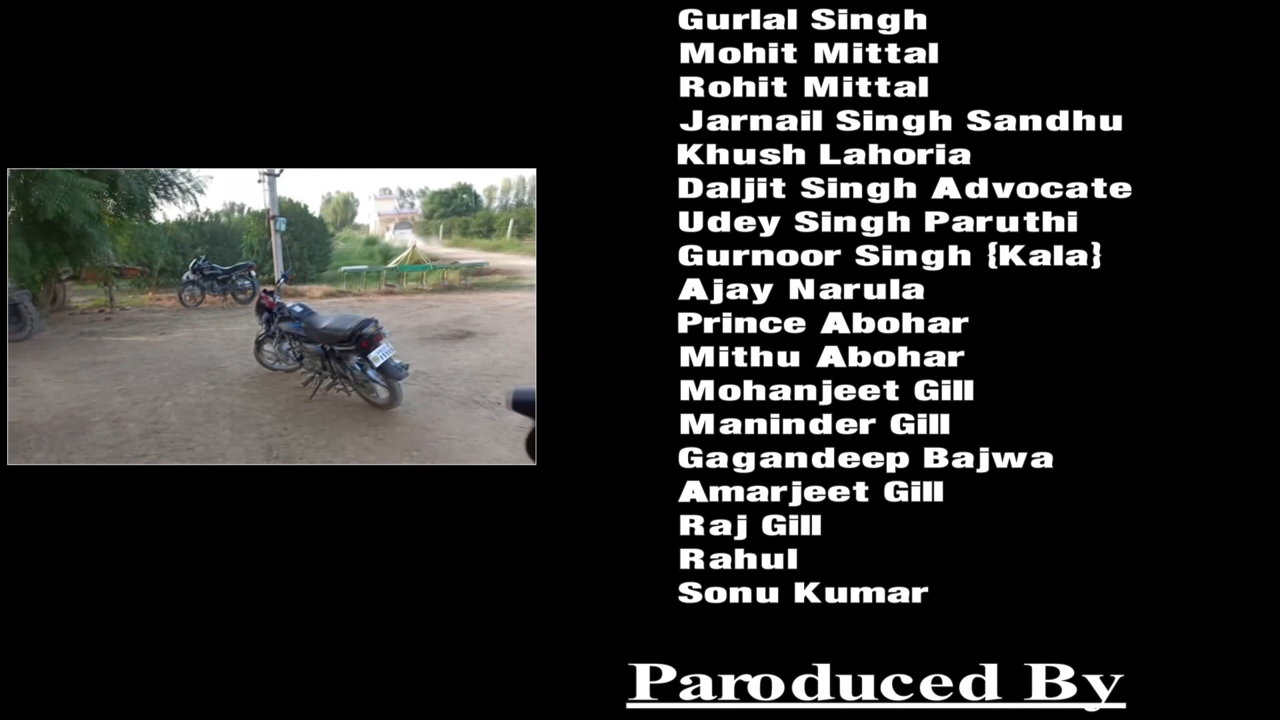 Gurlal Singh
Mohit Mittal
Rohit Mittal
Jarnail Singh Sandhu
Khush Lahoria
Daljit Singh Advocate
Udey Singh Paruthi
Gurnoor Singh {Kala}
Ajay Narula
Prince Abohar
Mithu Abohar
Mohanjeet Gill
Maninder Gill
Gagandeep Bajwa
Amarjeet Gill
Raj Gill
Rahul
Sonu Kumar
Paroduced By